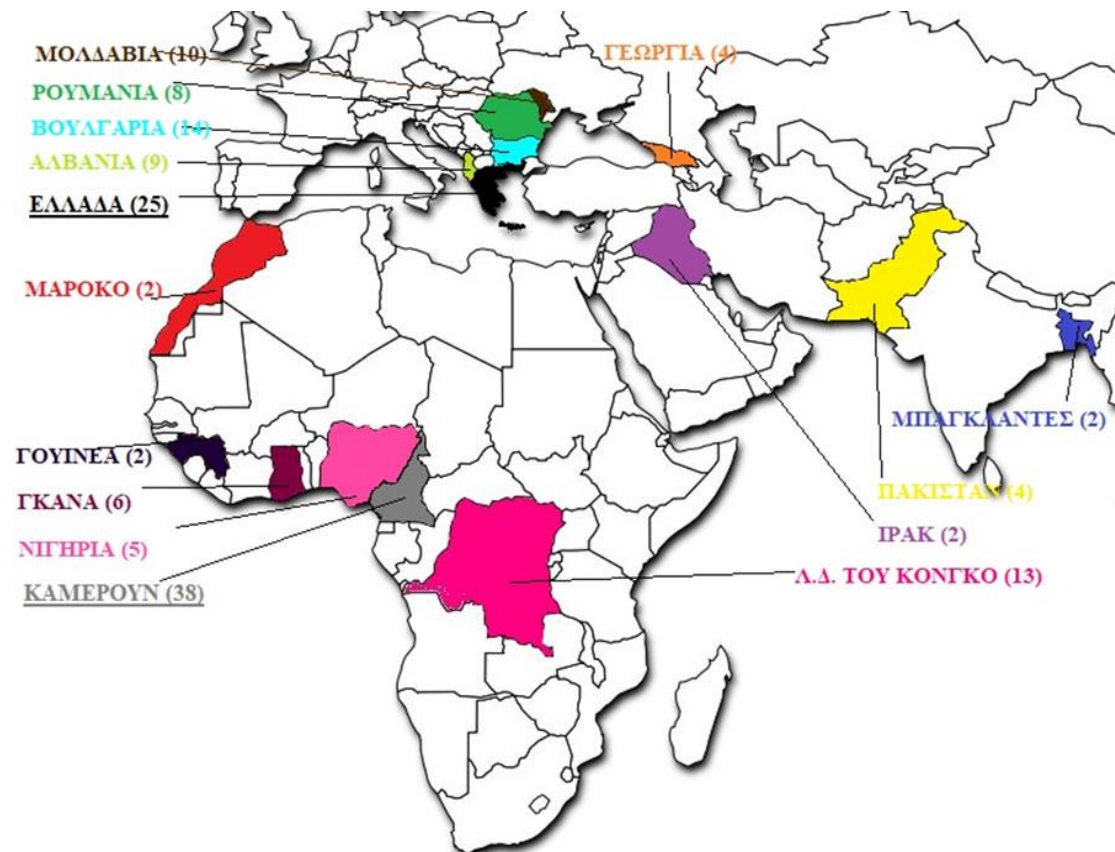 ΜΟΛΔΑΒΙΑ (10)
ΓΕΩΡΓΙΑ (4)
ΡΟΥΜΑΝΙΑ (8)
ΒΟΥΛΓΑΡΙΑ (14)
ΑΛΒΑΝΙΑ (9)
ΕΛΛΑΔΑ (25)
ΜΑΡΟΚΟ (2)
ΜΠΑΓΚΛΑΝΤΕΣ (2)
ΓΟΥΙΝΕΑ (2)
ΓΚΑΝΑ (6)
ΠΑΚΙΣΤΑΝ (4)
ΝΙΓΗΡΙΑ (5)
ΙΡΑΚ (2)
ΚΑΜΕΡΟΥΝ (38)
Λ.Δ. ΤΟΥ ΚΟΝΓΚΟ (13)